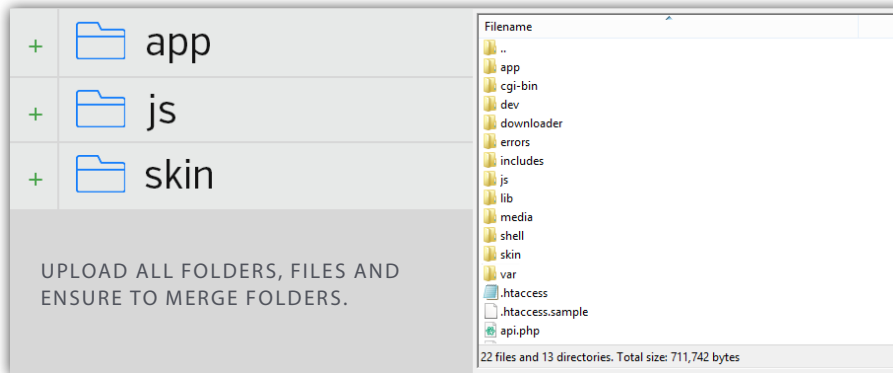 + app
+ js
+ skin
UPLOAD ALL FOLDERS, FILES AND
ENSURE TO MERGE FOLDERS.
Filename
..
app
cgi-bin
dev
downloader
errors
includes
js
lib
media
shell
skin
var
.htaccess
.htaccess.sample
api.php
22 files and 13 directories. Total size: 711,742 bytes